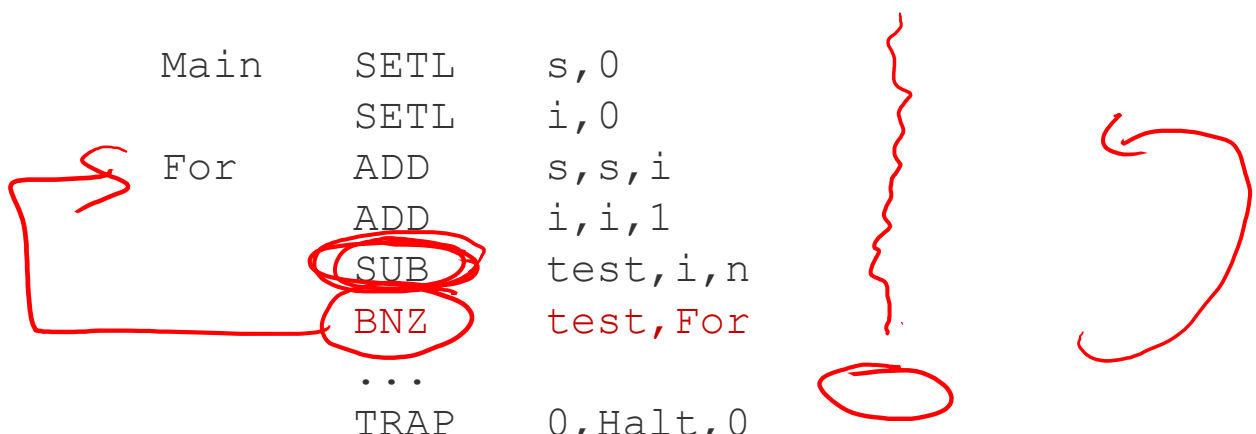 Main SETL s,0
SETL i,0
For ADD s,s,i
ADD i,i,1
SUB test,i,n
BNZ test,For
...
TRAP 0,Halt,0